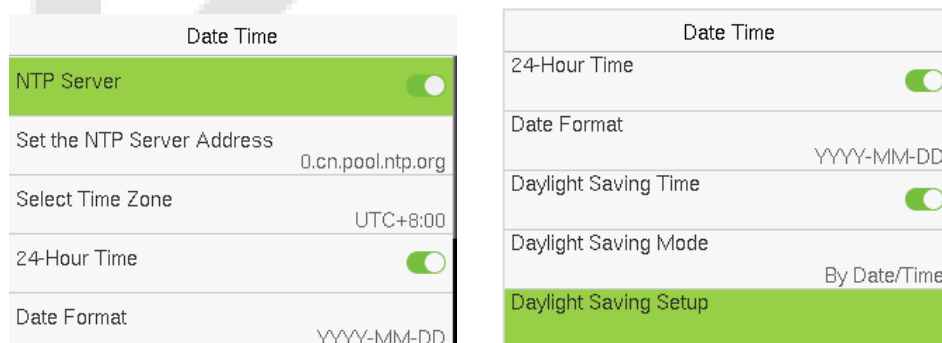 Date Time
NTP Server
Set the NTP Server Address
0.cn.pool.ntp.org
Select Time Zone
UTC+8:00
24-Hour Time
Date Format
YYYY-MM-DD
Date Time
24-Hour Time
Date Format
YYYY-MM-DD
Daylight Saving Time
Daylight Saving Mode
By Date/Time
Daylight Saving Setup